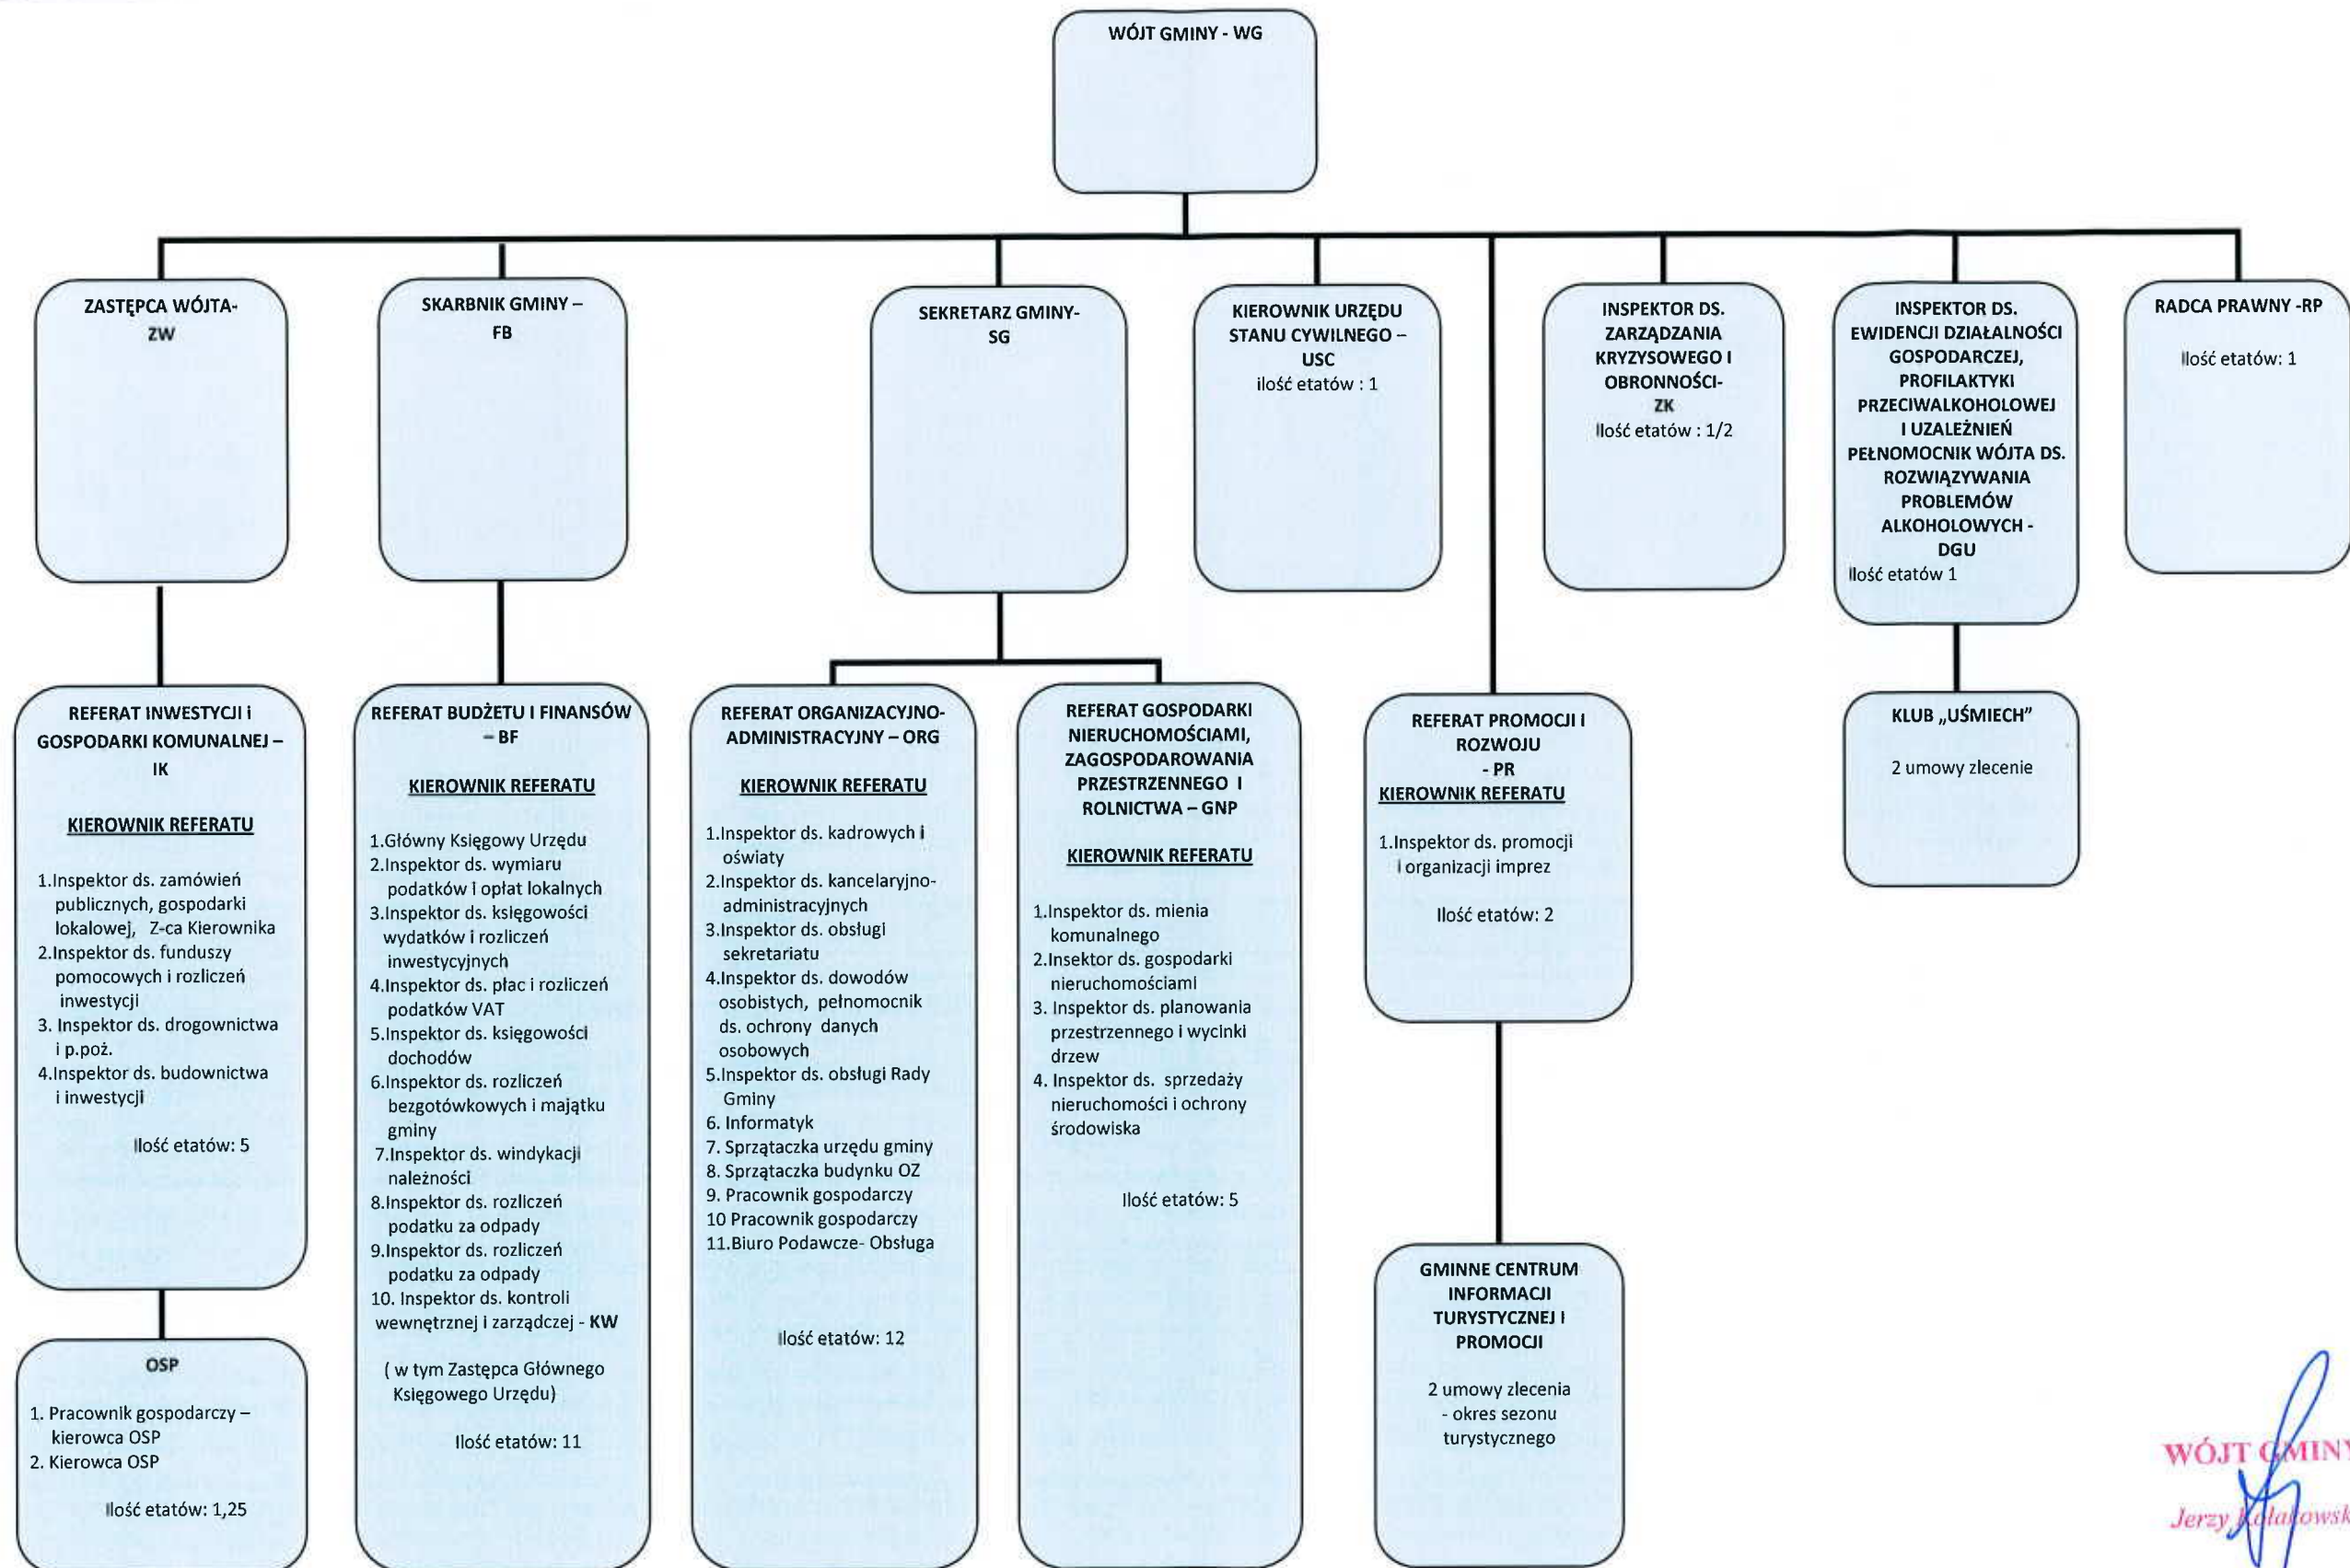 WÓJT GMINY - WG
ZASTĘPCA WÓJTA-
ZW
SKARBNIK GMINY –
FB
SEKRETARZ GMINY-
SG
KIEROWNIK URZĘDU
STANU CYWILNEGO –
USC
ilość etatów : 1
INSPEKTOR DS.
ZARZĄDZANIA
KRYZYSOWEGO I
OBRONNOŚCI-
ZK
Ilość etatów : 1/2
INSPEKTOR DS.
EWIDENCJI DZIAŁALNOŚCI
GOSPODARCZEJ,
PROFILAKTYKI
PRZECIWALKOHOLOWEJ
I UZALEŻNIEŃ
PEŁNOMOCNIK WÓJTA DS.
ROZWIĄZYWANIA
PROBLEMÓW
ALKOHOLOWYCH -
DGU
Ilość etatów 1
RADCA PRAWNY -RP
Ilość etatów: 1
REFERAT INWESTYCJI i
GOSPODARKI KOMUNALNEJ –
IK
KIEROWNIK REFERATU
1.Inspektor ds. zamówień
publicznych, gospodarki
lokalowej, Z-ca Kierownika
2.Inspektor ds. funduszy
pomocowych i rozliczeń
inwestycji
3. Inspektor ds. drogownictwa
i p.poż.
4.Inspektor ds. budownictwa
i inwestycji
Ilość etatów: 5
OSP
1. Pracownik gospodarczy –
kierowca OSP
2. Kierowca OSP
Ilość etatów: 1,25
REFERAT BUDŻETU I FINANSÓW
– BF
KIEROWNIK REFERATU
1.Główny Księgowy Urzędu
2.Inspektor ds. wymiaru
podatków i opłat lokalnych
3.Inspektor ds. księgowości
wydatków i rozliczeń
inwestycyjnych
4.Inspektor ds. płac i rozliczeń
podatków VAT
5.Inspektor ds. księgowości
dochodów
6.Inspektor ds. rozliczeń
bezgotówkowych i majątku
gminy
7.Inspektor ds. windykacji
należności
8.Inspektor ds. rozliczeń
podatku za odpady
9.Inspektor ds. rozliczeń
podatku za odpady
10. Inspektor ds. kontroli
wewnętrznej i zarządczej - KW
( w tym Zastępca Głównego
Księgowego Urzędu)
Ilość etatów: 11
REFERAT ORGANIZACYJNO-
ADMINISTRACYJNY – ORG
KIEROWNIK REFERATU
1.Inspektor ds. kadrowych i
oświaty
2.Inspektor ds. kancelaryjno-
administracyjnych
3.Inspektor ds. obsługi
sekretariatu
4.Inspektor ds. dowodów
osobistych, pełnomocnik
ds. ochrony danych
osobowych
5.Inspektor ds. obsługi Rady
Gminy
6. Informatyk
7. Sprzątaczka urzędu gminy
8. Sprzątaczka budynku OZ
9. Pracownik gospodarczy
10 Pracownik gospodarczy
11.Biuro Podawcze- Obsługa
Ilość etatów: 12
REFERAT GOSPODARKI
NIERUCHOMOŚCIAMI,
ZAGOSPODAROWANIA
PRZESTRZENNEGO I
ROLNICTWA – GNP
KIEROWNIK REFERATU
1.Inspektor ds. mienia
komunalnego
2.Insektor ds. gospodarki
nieruchomościami
3. Inspektor ds. planowania
przestrzennego i wycinki
drzew
4. Inspektor ds. sprzedaży
nieruchomości i ochrony
środowiska
Ilość etatów: 5
REFERAT PROMOCJI I
ROZWOJU
- PR
KIEROWNIK REFERATU
1.Inspektor ds. promocji
i organizacji imprez
Ilość etatów: 2
GMINNE CENTRUM
INFORMACJI
TURYSTYCZNEJ I
PROMOCJI
2 umowy zlecenia
- okres sezonu
turystycznego
KLUB „UŚMIECH”
2 umowy zlecenie
WÓJT GMINY
Jerzy